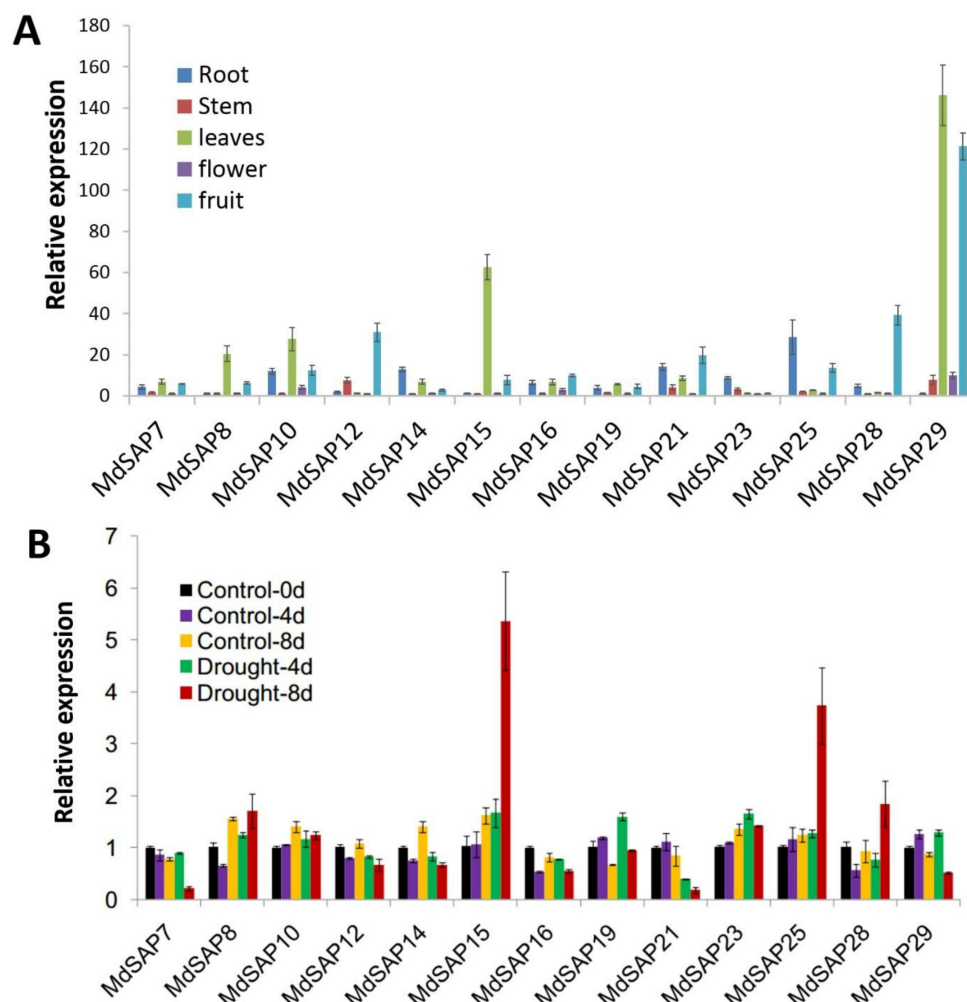 A
Relative expression
180
160
140
120
100
80
60
40
20
0
Root
Stem
leaves
flower
fruit
MdSAP7
MdSAP8
MdSAP10
MdSAP12
MdSAP14
MdSAP15
MdSAP16
MdSAP19
MdSAP21
MdSAP23
MdSAP25
MdSAP28
MdSAP29
B
Relative expression
7
6
5
4
3
2
1
0
Control-0d
Control-4d
Control-8d
Drought-4d
Drought-8d
MdSAP7
MdSAP8
MdSAP10
MdSAP12
MdSAP14
MdSAP15
MdSAP16
MdSAP19
MdSAP21
MdSAP23
MdSAP25
MdSAP28
MdSAP29